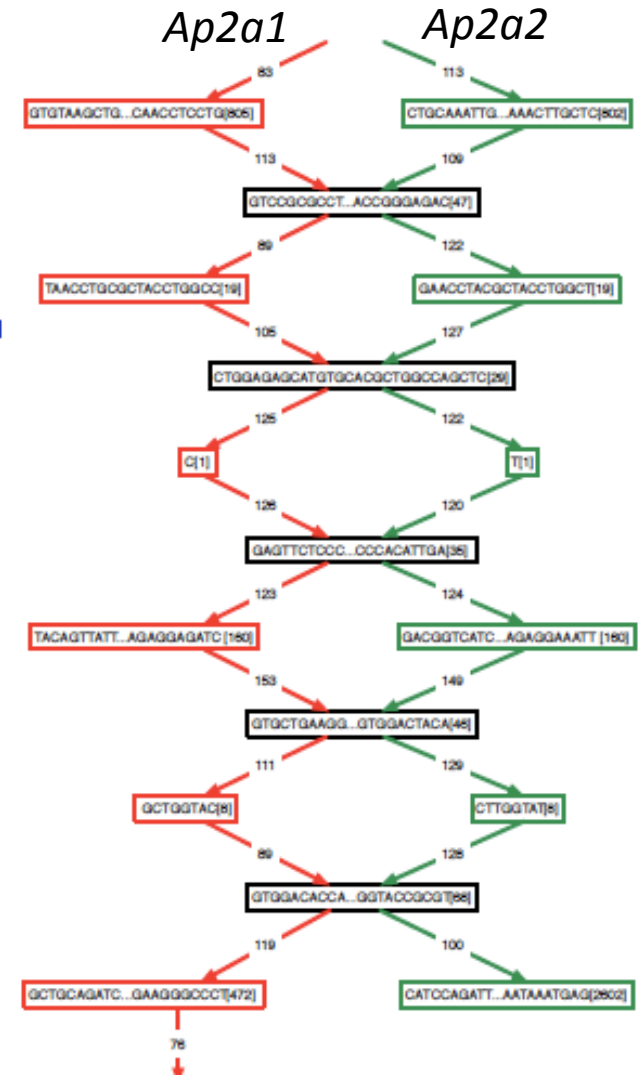 Ap2a1 Ap2a2
83 113
GTGTAAGCTG...CAACCTCCTG[805] CTGCAAATTG...AAACTTGCTC[802]
113 109
GTCCGCGCCT...ACCGGGAGAC[47]
89 122
TAACCTGCGCTACCTGGCC[19] GAACCTACGCTACCTGGCT[19]
105 127
CTGGAGAGCATGTGCACGCTGGCCAGCTC[29]
125 122
C[1] T[1]
126 120
GAGTTCTCCC...CCCACATTGA[35]
123 124
TACAGTTATT...AGAGGAGATC [160] GACGGTCATC...AGAGGAAATT [160]
153 149
GTGCTGAAGG...GTGGACTACA[46]
111 129
GCTGGTAC[8] CTTGGTAT[8]
89 128
GTGGACACCA...GGTACCGCGT[68]
119 100
GCTGCAGATC...GAAGGGCCCT[472] CATCCAGATT...AATAAATGAG[2602]
76